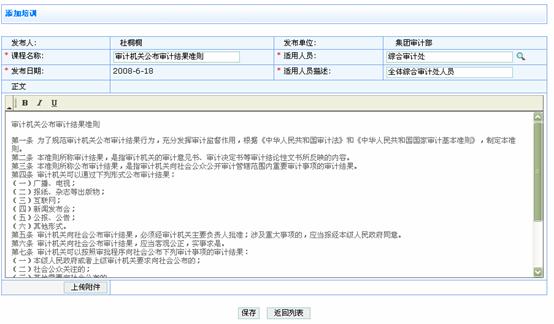 添加培训
发布人： 杜桐桐 发布单位： 集团审计部
* 课程名称： 审计机关公布审计结果准则 * 适用人员： 综合审计处
* 发布日期： 2008-6-18 * 适用人员描述： 全体综合审计处人员
正文
B I U
审计机关公布审计结果准则
第一条 为了规范审计机关公布审计结果行为，充分发挥审计监督作用，根据《中华人民共和国审计法》和《中华人民共和国国家审计基本准则》，制定本准
则。
第二条 本准则所称审计结果，是指审计机关的审计意见书、审计决定书等审计结论性文书所反映的内容。
第三条 本准则所称公布审计结果，是指审计机关向社会公众公开审计管辖范围内重要审计事项的审计结果。
第四条 审计机关可以通过下列形式公布审计结果：
（一）广播、电视；
（二）报纸、杂志等出版物；
（三）互联网；
（四）新闻发布会；
（五）公报、公告；
（六）其他形式。
第五条 审计机关向社会公布审计结果，必须经审计机关主要负责人批准；涉及重大事项的，应当报经本级人民政府同意。
第六条 审计机关向社会公布审计结果，应当客观公正，实事求是。
第七条 审计机关可以按照审批程序向社会公布下列审计事项的审计结果：
（一）本级人民政府或者上级审计机关要求向社会公布的；
（二）社会公众关注的；
（三）其他需要向社会公布的
上传附件
保存 返回列表